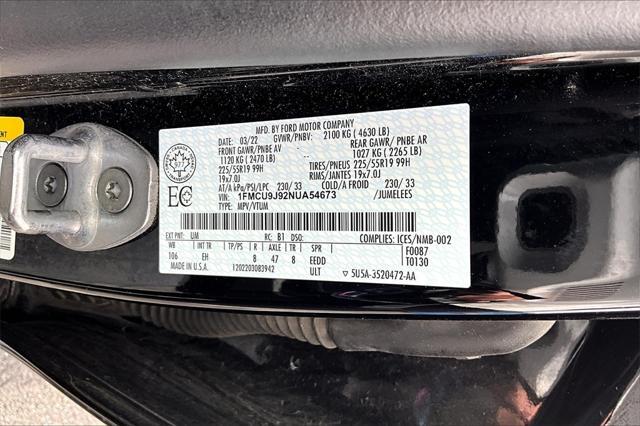 MFD. BY FORD MOTOR COMPANY
03/22 GVWR/PNBV: 2100 KG ( 4630 LB)
FRONT GAWR/ PNBE AV REAR GAWR/ PNBE AR
1120 KG ( 2470 LB) -- 1027 KG ( 2265 LB)
225/55R19 99H TIRES/PNEUS 225/55R19 99H
19x7.0J RIMS/JANTES 19x7.0J
AT/A kPa/PSI/LPC 230/ 33 COLD/A FROID 230/ 33
VIN: 1FMCU9J92NUA54673 /JUMELEES
TYPE: MPV/VTUM
EC
EXT PNT: UM RC: B1 DSO: COMPLIES: ICES/NMB-002
WB INT TR TP/PS R AXLE TR SPR F0087
106 EH 8 47 8 EEDD T0130
MADE IN U.S.A. 1202203083942 ULT 5U5A-3520472-AA